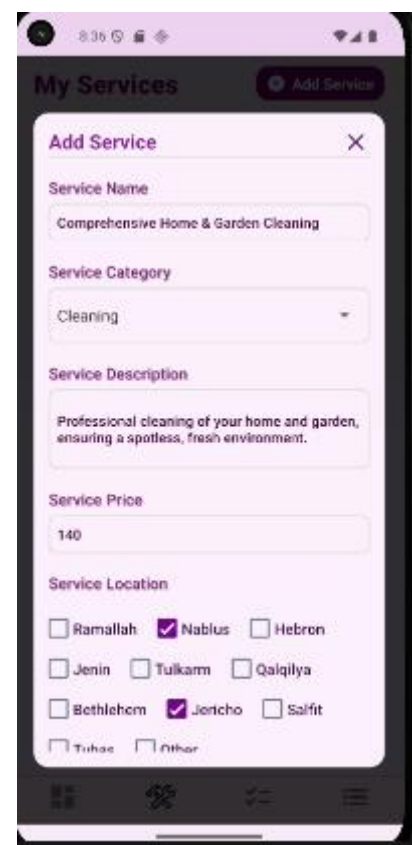 8:36
My Services
Add Service
Add Service
Service Name
Comprehensive Home & Garden Cleaning
Service Category
Cleaning
Service Description
Professional cleaning of your home and garden,
ensuring a spotless, fresh environment.
Service Price
140
Service Location
Ramallah Nablus Hebron
Jenin Tulkarm Qalqilya
Bethlehem Jericho Salfit
Tubas Other